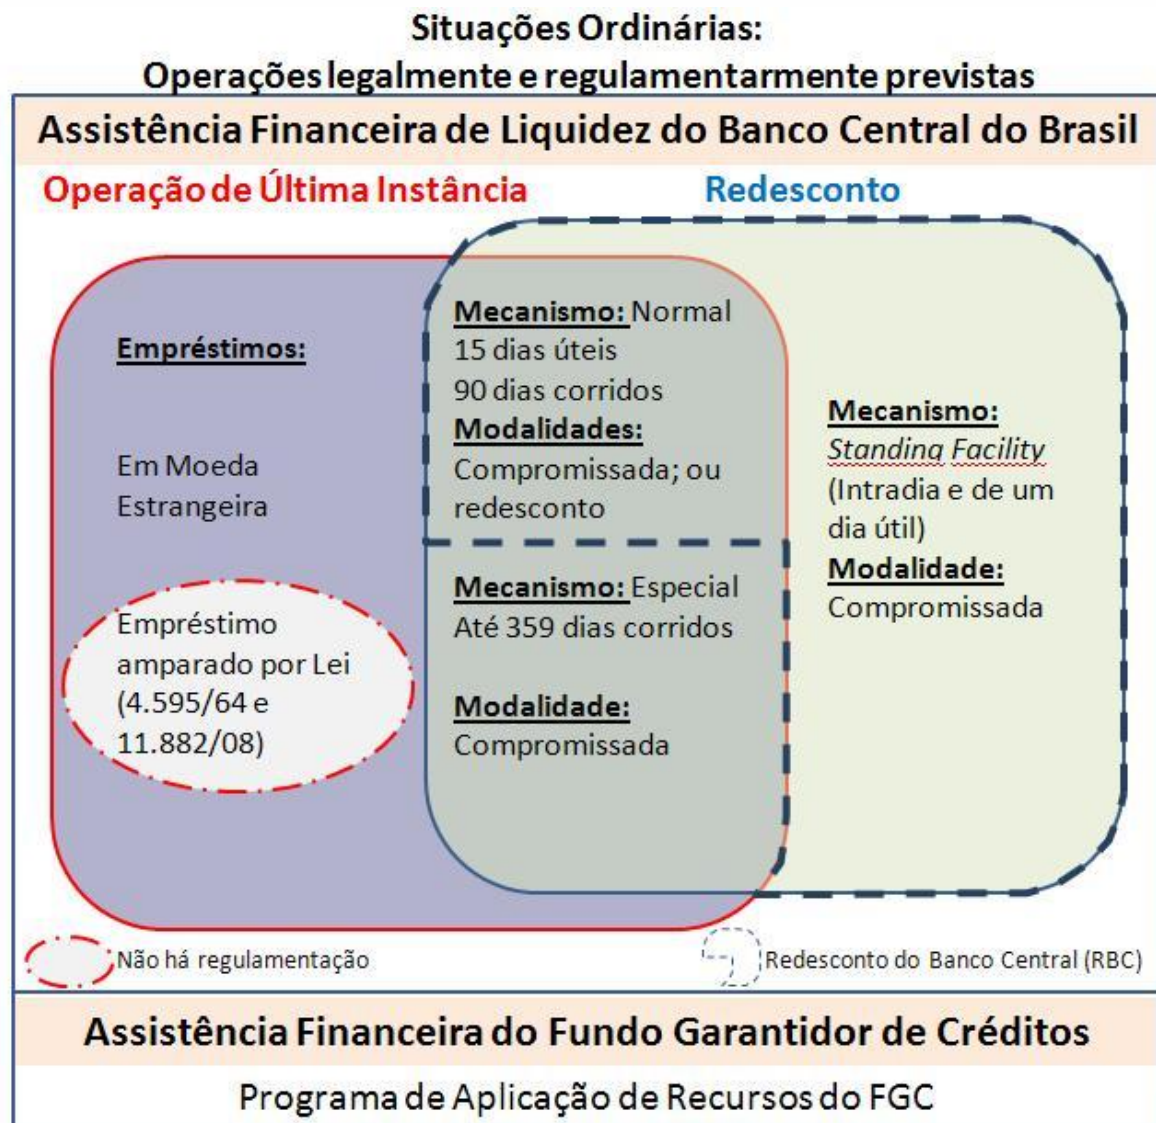 Situações Ordinárias:
Operações legalmente e regulamentarmente previstas
Assistência Financeira de Liquidez do Banco Central do Brasil
Operação de Última Instância
Redesconto
Empréstimos:
Em Moeda
Estrangeira
Empréstimo
amparado por Lei
(4.595/64 e
11.882/08)
Mecanismo: Normal
15 dias úteis
90 dias corridos
Modalidades:
Compromissada; ou
redesconto
Mecanismo: Especial
Até 359 dias corridos
Modalidade:
Compromissada
Mecanismo:
Standing Facility
(Intradia e de um
dia útil)
Modalidade:
Compromissada
Não há regulamentação
Redesconto do Banco Central (RBC)
Assistência Financeira do Fundo Garantidor de Créditos
Programa de Aplicação de Recursos do FGC